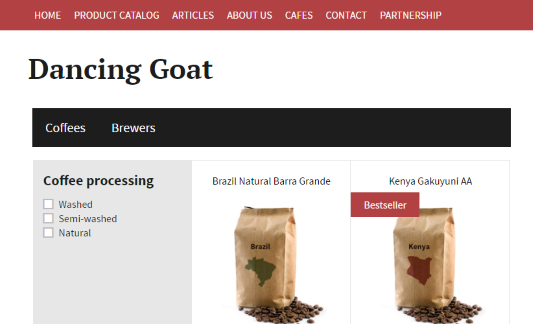 HOME PRODUCT CATALOG ARTICLES ABOUT US CAFES CONTACT PARTNERSHIP
Dancing Goat
Coffees Brewers
Coffee processing
Washed
Semi-washed
Natural
Brazil Natural Barra Grande
Brazil
Kenya Gakuyuni AA
Bestseller
Kenya